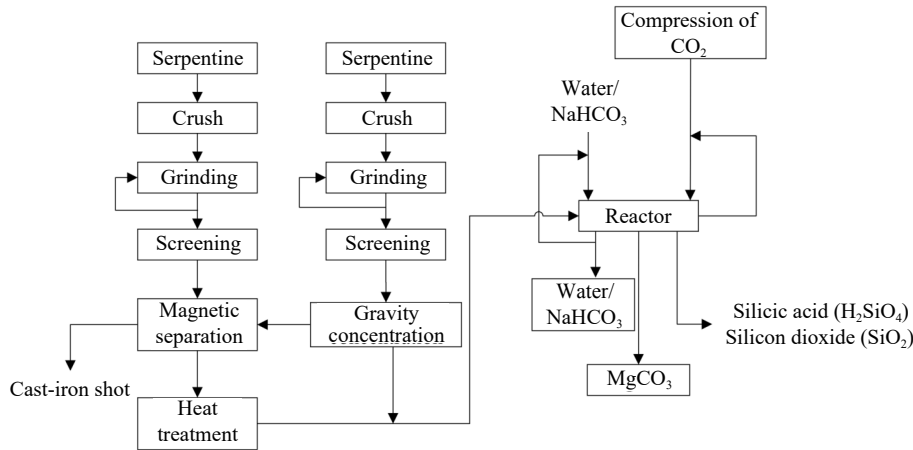 Compression of
CO₂
Serpentine
Serpentine
Water/
NaHCO₃
Crush
Crush
Grinding
Grinding
Reactor
Screening
Screening
Magnetic
separation
Gravity
concentration
Water/
NaHCO₃
Silicic acid (H₂SiO₄)
Silicon dioxide (SiO₂)
MgCO₃
Cast-iron shot
Heat
treatment